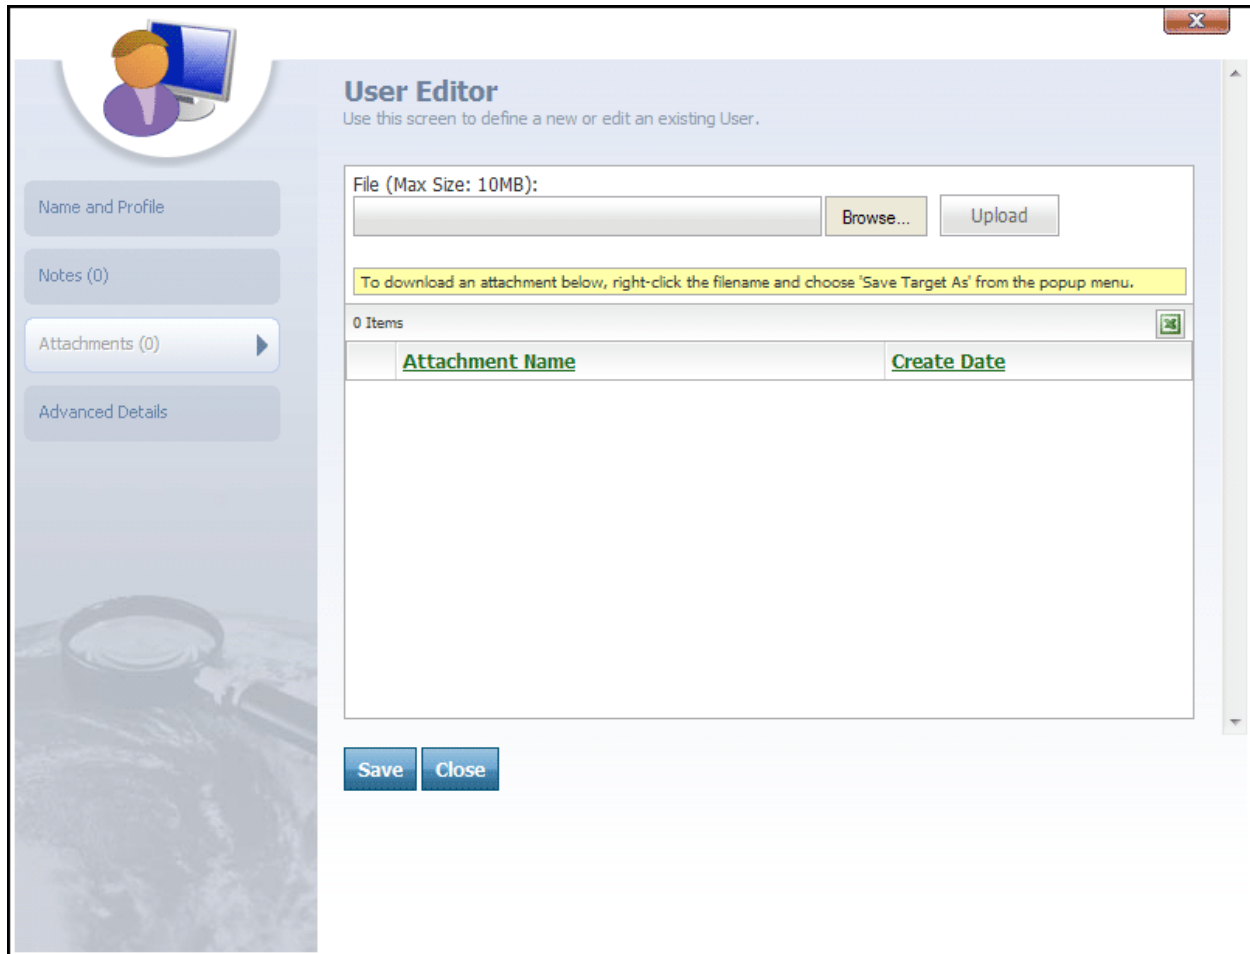 X
User Editor
Use this screen to define a new or edit an existing User.
Name and Profile
Notes (0)
Attachments (0)
Advanced Details
File (Max Size: 10MB):
Browse... Upload
To download an attachment below, right-click the filename and choose 'Save Target As' from the popup menu.
0 Items
Attachment Name Create Date
Save Close